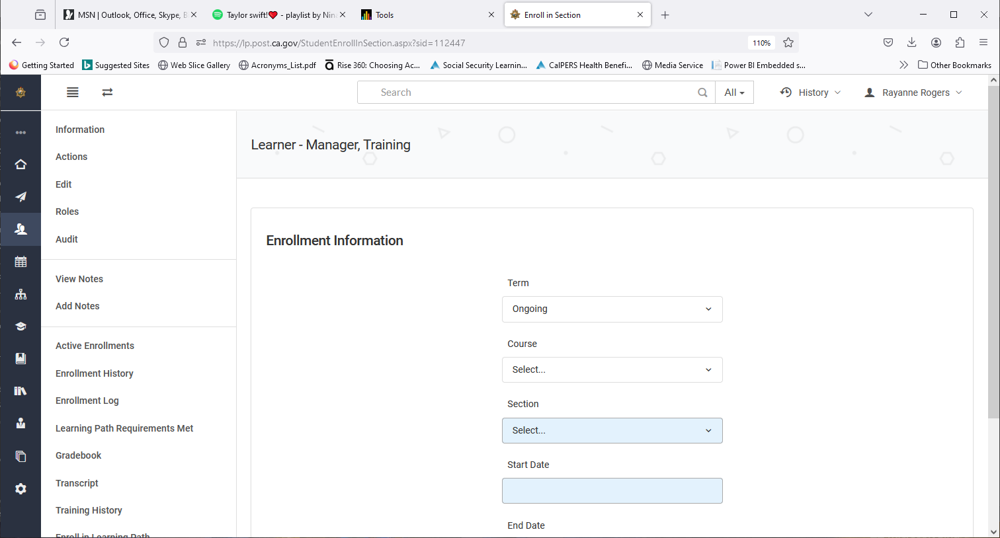 MSN | Outlook, Office, Skype, B
Taylor swift!❤ - playlist by Nin
Tools
Enroll in Section
https://lp.post.ca.gov/StudentEnrollInSection.aspx?sid=112447
110%
Getting Started
Suggested Sites
Web Slice Gallery
Acronyms_List.pdf
Rise 360: Choosing Ac...
Social Security Learnin...
CalPERS Health Benefi...
Media Service
Power BI Embedded s...
Other Bookmarks
Search
All
History
Rayanne Rogers
Information
Actions
Edit
Roles
Audit
View Notes
Add Notes
Active Enrollments
Enrollment History
Enrollment Log
Learning Path Requirements Met
Gradebook
Transcript
Training History
Enroll in Learning Path
Learner - Manager, Training
Enrollment Information
Term
Ongoing
Course
Select...
Section
Select...
Start Date
End Date